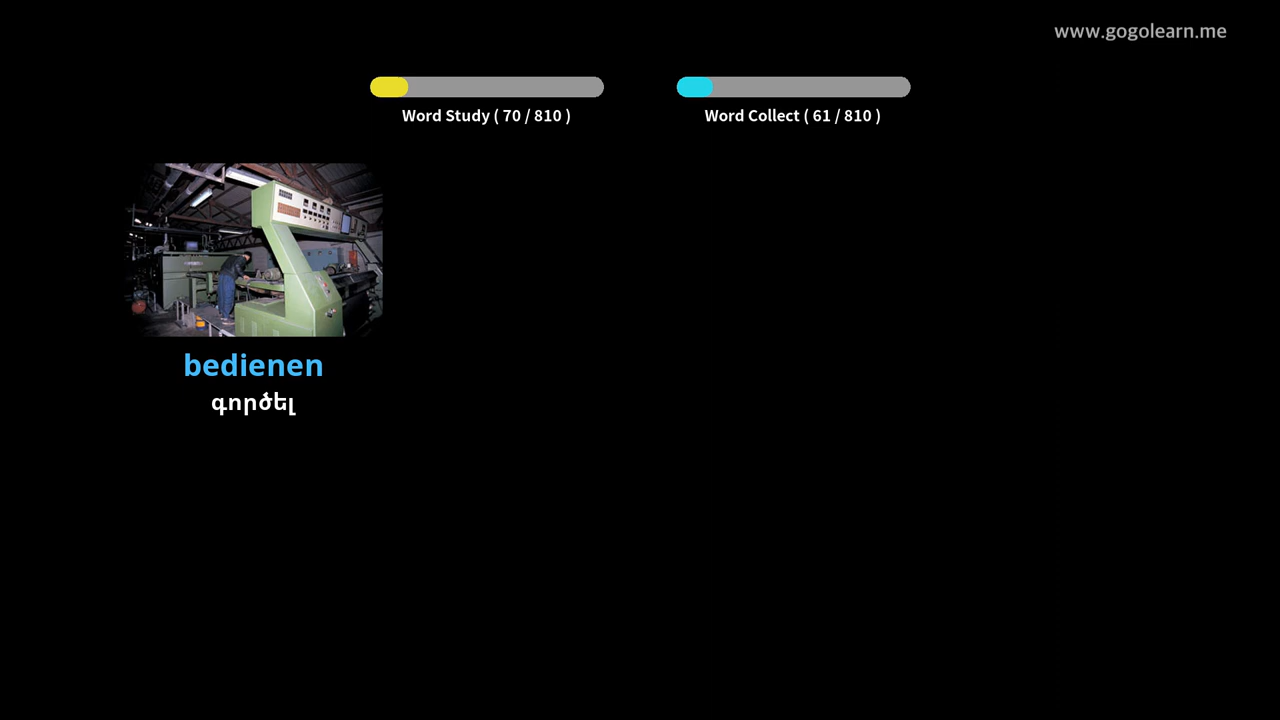 www.gogolearn.me
Word Study ( 70 / 810 )
Word Collect ( 61 / 810 )
bedienen
գործել